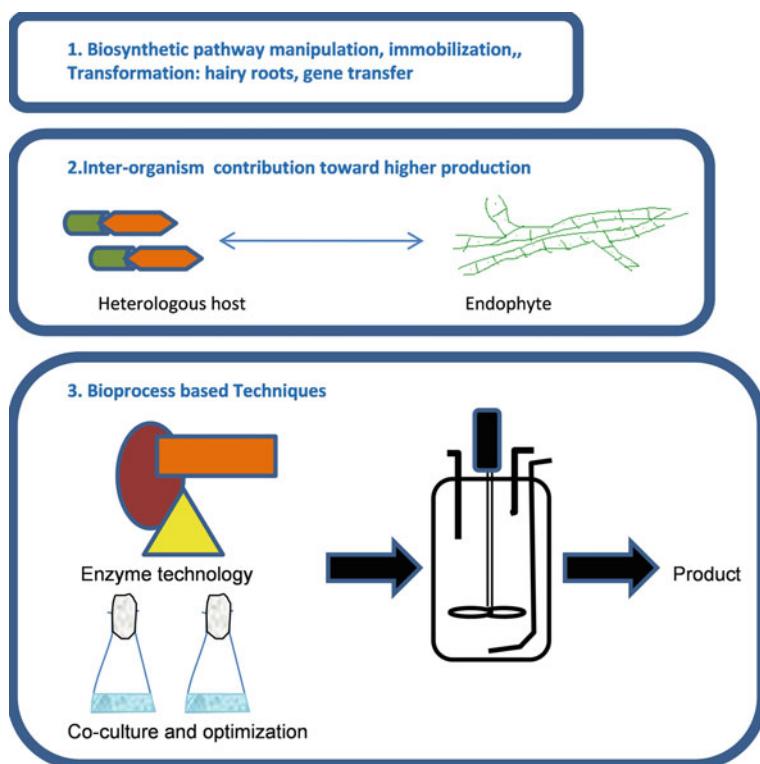 1. Biosynthetic pathway manipulation, immobilization,,
Transformation: hairy roots, gene transfer
2.Inter-organism contribution toward higher production
Heterologous host
Endophyte
3. Bioprocess based Techniques
Enzyme technology
Product
Co-culture and optimization